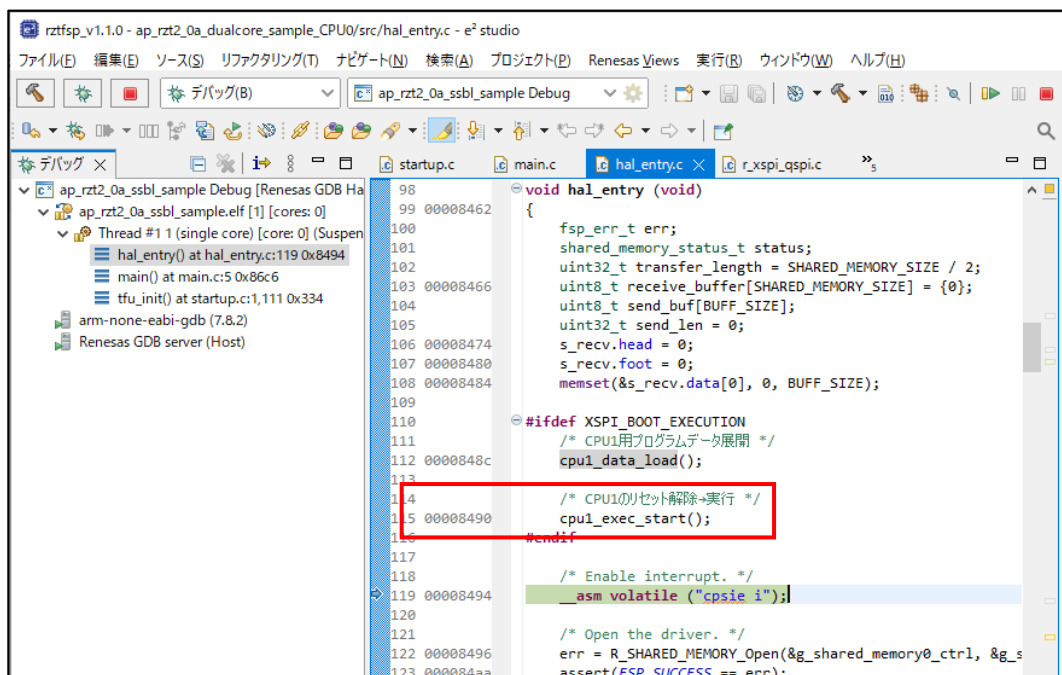 rztfsp_v1.1.0 - ap_rzt2_0a_dualcore_sample_CPU0/src/hal_entry.c - e² studio
ファイル(F) 編集(E) ソース(S) リファクタリング(T) ナビゲート(N) 検索(A) プロジェクト(P) Renesas Views 実行(R) ウィンドウ(W) ヘルプ(H)
デバッグ(B) ap_rzt2_0a_ssbl_sample Debug
デバッグ startup.c main.c hal_entry.c r_xspi_qspi.c »5
ap_rzt2_0a_ssbl_sample Debug [Renesas GDB Ha
ap_rzt2_0a_ssbl_sample.elf [1] [cores: 0]
Thread #1 1 (single core) [core: 0] (Suspen
hal_entry() at hal_entry.c:119 0x8494
main() at main.c:5 0x86c6
tfu_init() at startup.c:1,111 0x334
arm-none-eabi-gdb (7.8.2)
Renesas GDB server (Host)
98 void hal_entry (void)
99 00008462 {
100 fsp_err_t err;
101 shared_memory_status_t status;
102 uint32_t transfer_length = SHARED_MEMORY_SIZE / 2;
103 00008466 uint8_t receive_buffer[SHARED_MEMORY_SIZE] = {0};
104 uint8_t send_buf[BUFF_SIZE];
105 uint32_t send_len = 0;
106 00008474 s_recv.head = 0;
107 00008480 s_recv.foot = 0;
108 00008484 memset(&s_recv.data[0], 0, BUFF_SIZE);
109
110 #ifdef XSPI_BOOT_EXECUTION
111 /* CPU1用プログラムデータ展開 */
112 0000848c cpu1_data_load();
113
114 /* CPU1のリセット解除→実行 */
115 00008490 cpu1_exec_start();
116 #endif
117
118 /* Enable interrupt. */
119 00008494 __asm volatile ("cpsie i");
120
121 /* Open the driver. */
122 00008496 err = R_SHARED_MEMORY_Open(&g_shared_memory0_ctrl, &g_s
123 000084aa assert(FSP_SUCCESS == err);